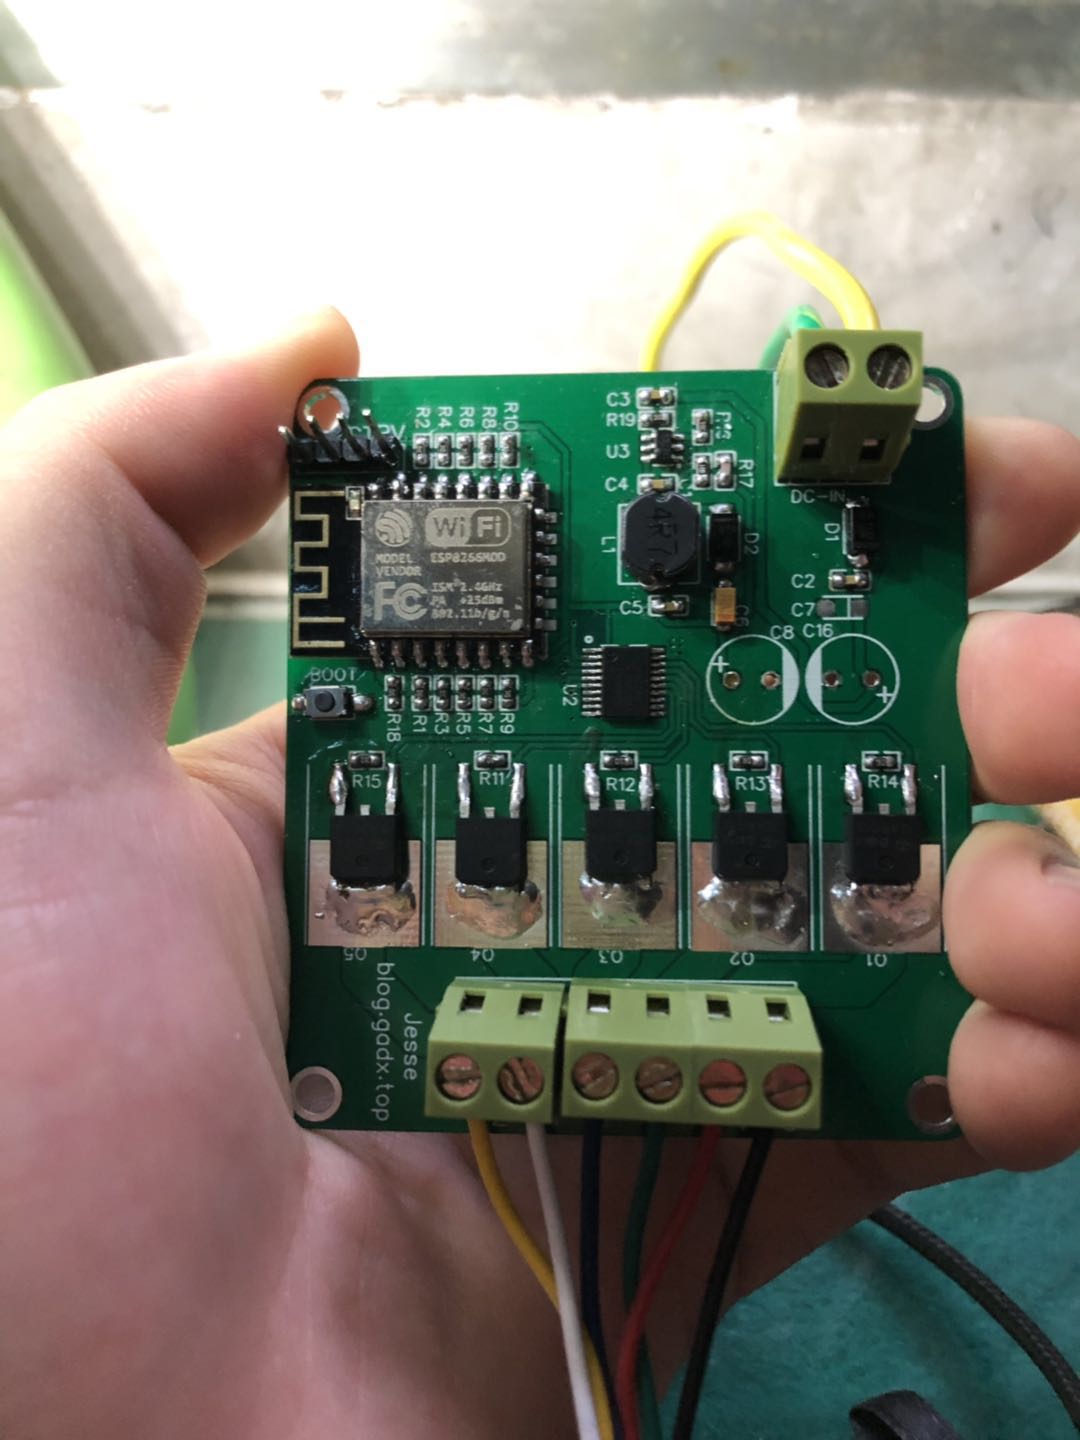 C3
R19
U3
C4
R17
DC-IN
R2
R4
R6
R8
R10
WiFi
MODEL
VENDOR
ESP8266MOD
FC
ISM 2.4GHz
PA +25dBm
802.11b/g/n
4R7
L1
D2
D1
C2
C5
C7
C8
C16
BOOT
U2
R18
R1
R3
R5
R7
R9
R15
R11
R12
R13
R14
Q5
Q4
Q3
Q2
Q1
Jesse
blog.gadx.top